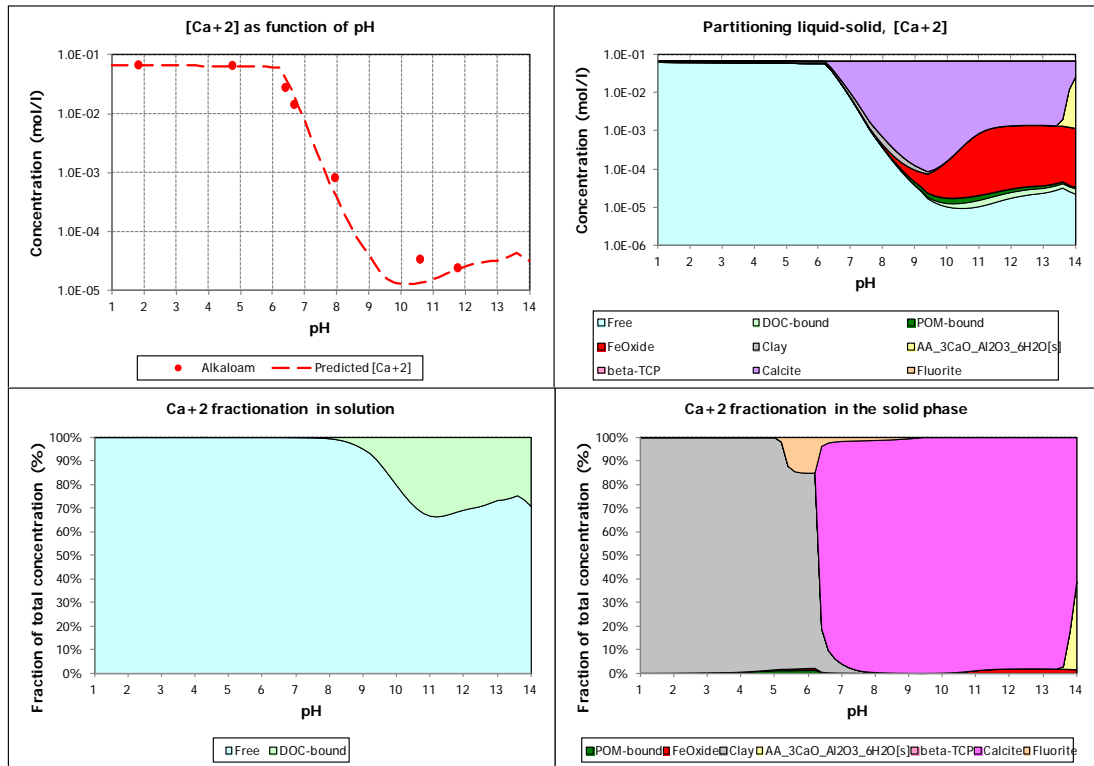 [Ca+2] as function of pH
Concentration (mol/l)
1.0E-01
1.0E-02
1.0E-03
1.0E-04
1.0E-05
1 2 3 4 5 6 7 8 9 10 11 12 13 14
pH
Alkaloam Predicted [Ca+2]
Partitioning liquid-solid, [Ca+2]
Concentration (mol/l)
1.0E-01
1.0E-02
1.0E-03
1.0E-04
1.0E-05
1.0E-06
1 2 3 4 5 6 7 8 9 10 11 12 13 14
pH
Free DOC-bound POM-bound
FeOxide Clay AA_3CaO_Al2O3_6H2O[s]
beta-TCP Calcite Fluorite
Ca+2 fractionation in solution
Fraction of total concentration (%)
100%
90%
80%
70%
60%
50%
40%
30%
20%
10%
0%
1 2 3 4 5 6 7 8 9 10 11 12 13 14
pH
Free DOC-bound
Ca+2 fractionation in the solid phase
Fraction of total concentration (%)
100%
90%
80%
70%
60%
50%
40%
30%
20%
10%
0%
1 2 3 4 5 6 7 8 9 10 11 12 13 14
pH
POM-bound FeOxide Clay AA_3CaO_Al2O3_6H2O[s] beta-TCP Calcite Fluorite